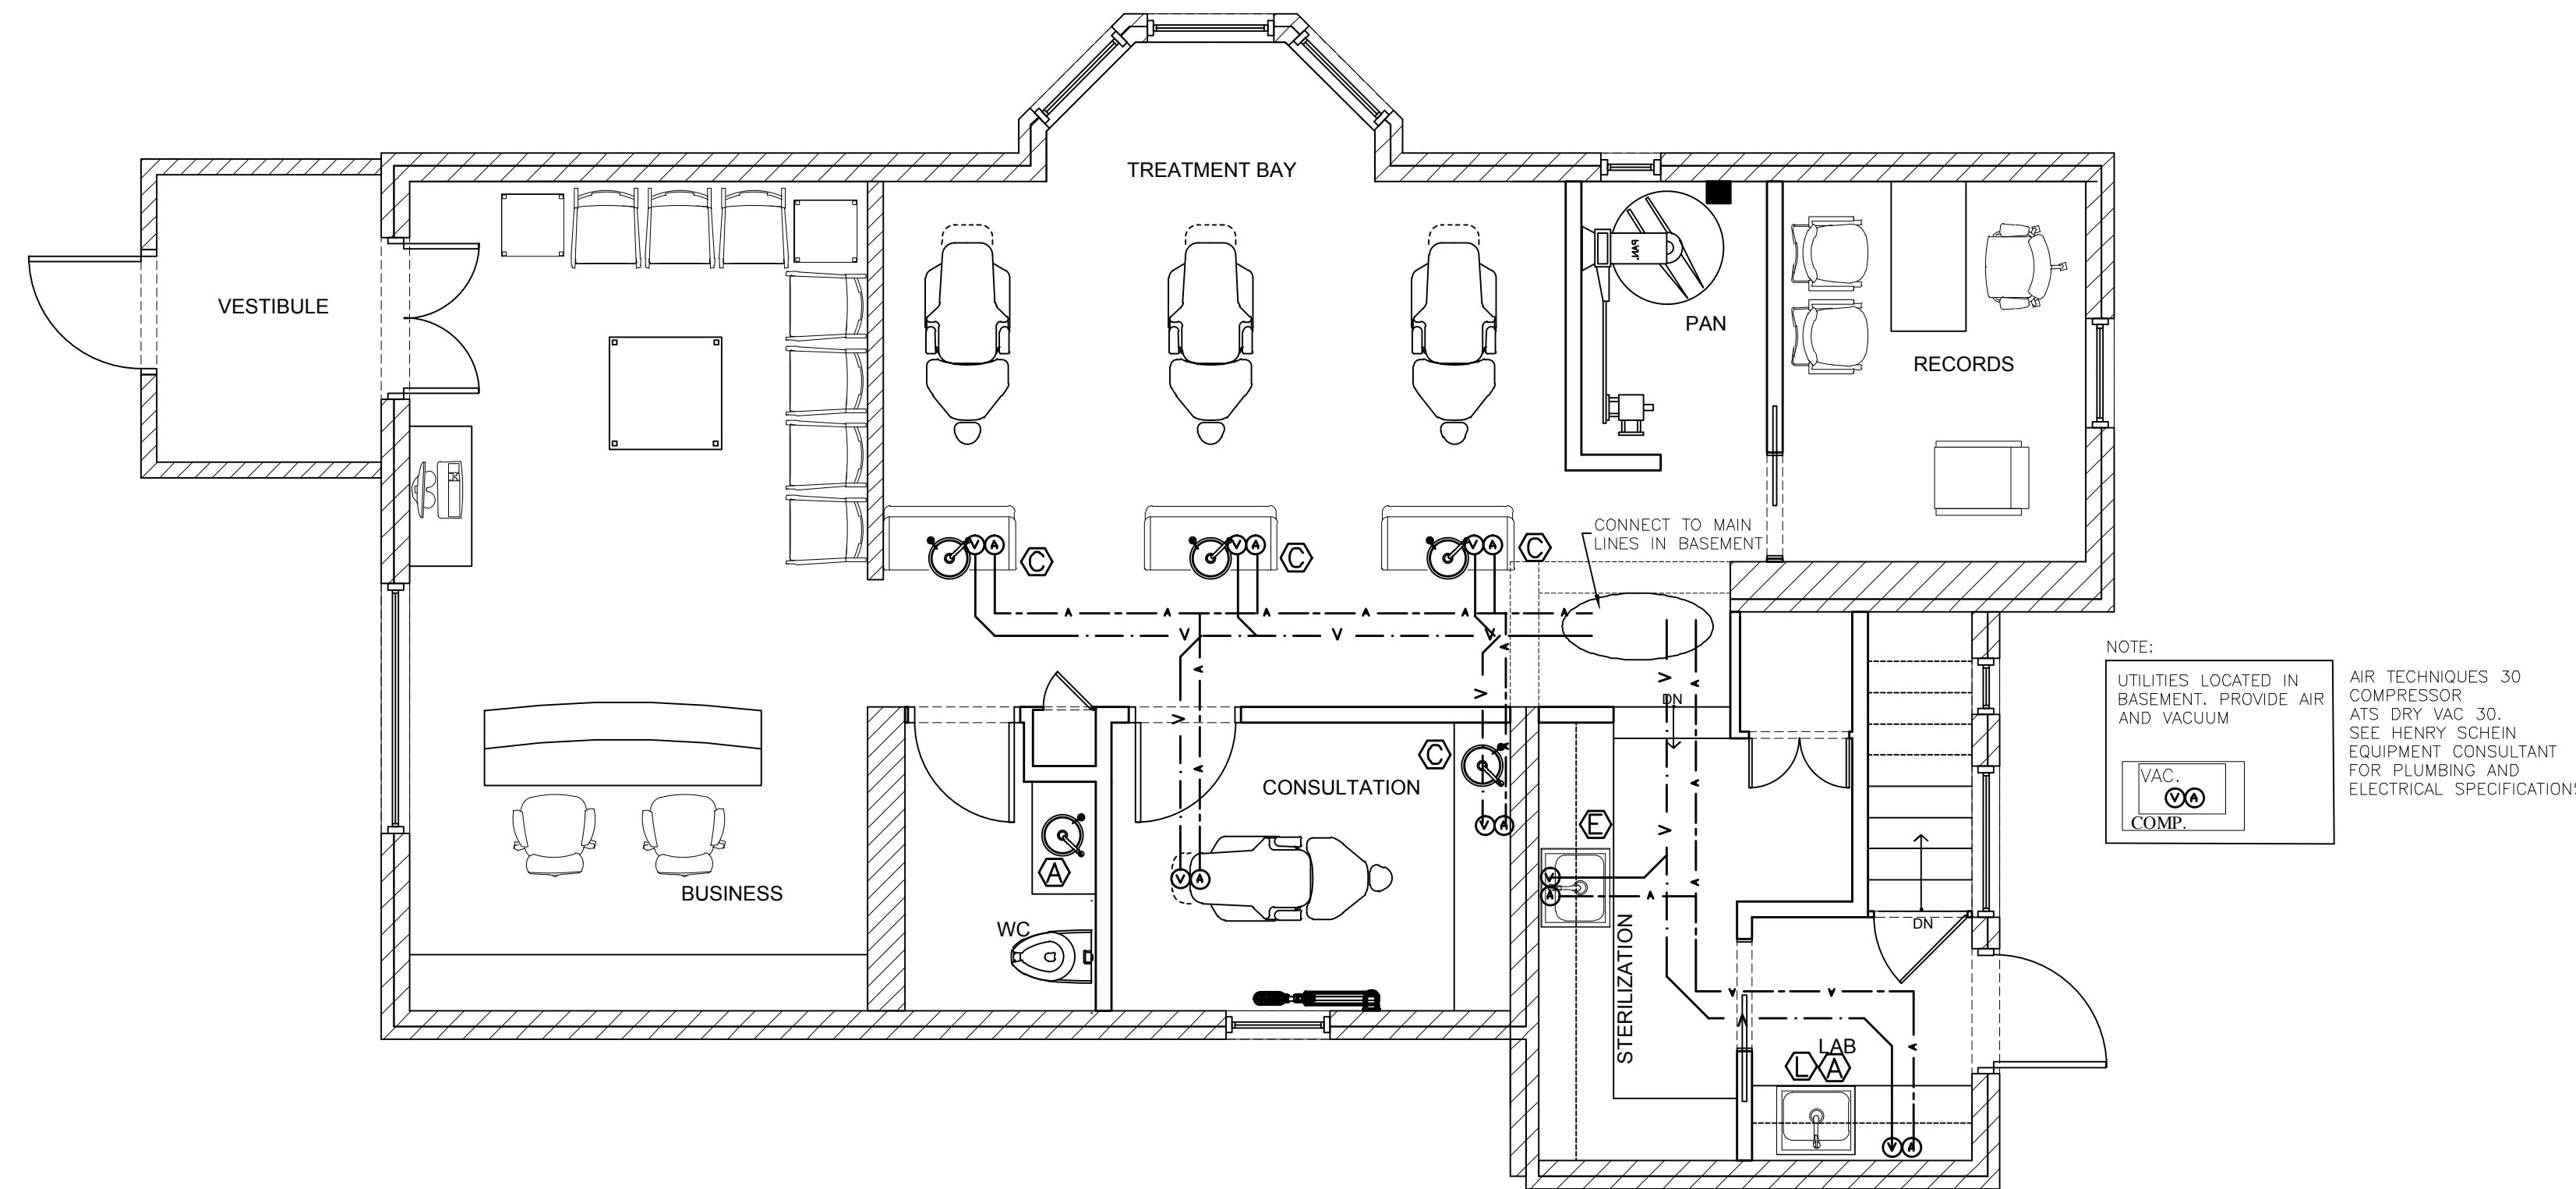 TREATMENT BAY
VESTIBULE
PAN.
PAN
RECORDS
V A
C
V A
C
V A
C
CONNECT TO MAIN
LINES IN BASEMENT
A A A A A A
V V V
A
V
A
V
V
A
DN
V
A
NOTE:
UTILITIES LOCATED IN
BASEMENT. PROVIDE AIR
AND VACUUM
VAC.
V A
COMP.
AIR TECHNIQUES 30
COMPRESSOR
ATS DRY VAC 30.
SEE HENRY SCHEIN
EQUIPMENT CONSULTANT
FOR PLUMBING AND
ELECTRICAL SPECIFICATIONS
C
CONSULTATION
V A
E
V
A
A
V A
V
A
A
BUSINESS
WC
DN
STERILIZATION
V V
A
LAB
L A
A
V A